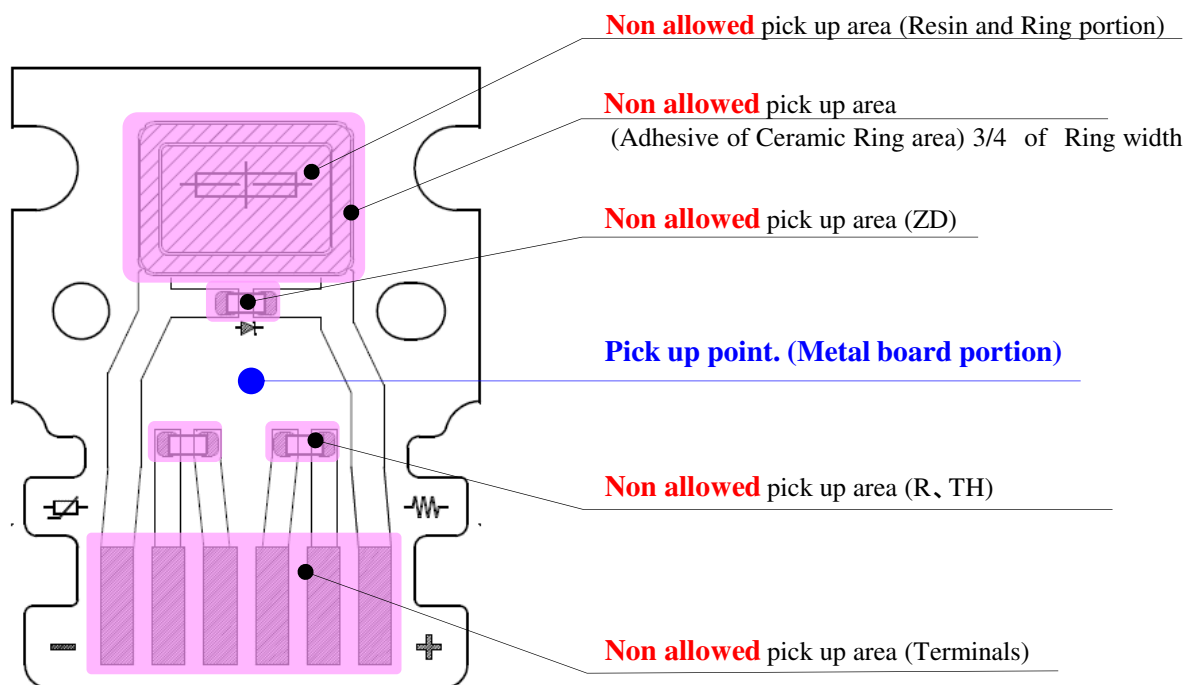 Non allowed pick up area (Resin and Ring portion)
Non allowed pick up area
(Adhesive of Ceramic Ring area) 3/4 of Ring width
Non allowed pick up area (ZD)
Pick up point. (Metal board portion)
Non allowed pick up area (R、TH)
Non allowed pick up area (Terminals)